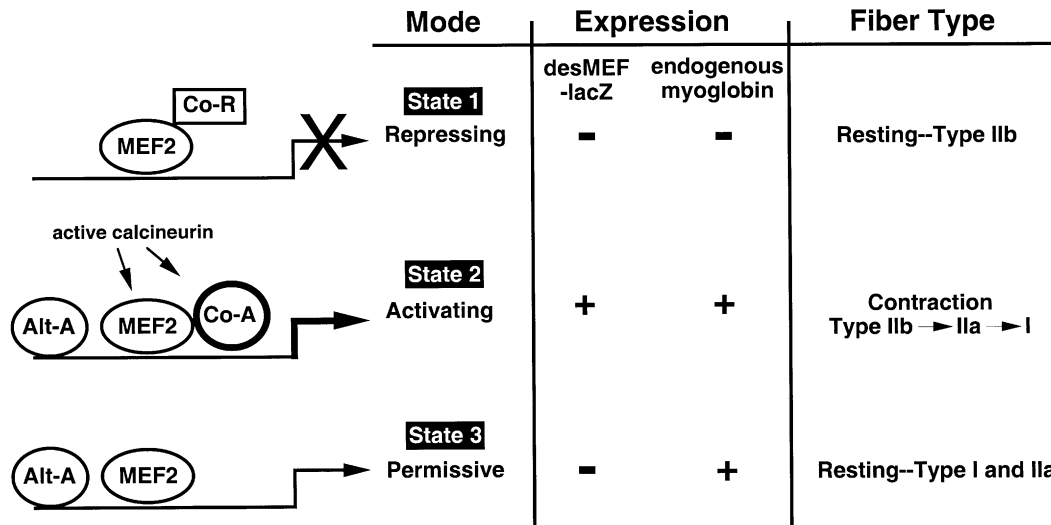 Mode
Expression
Fiber Type
desMEF
-lacZ
endogenous
myoglobin
Co-R
MEF2
State 1
Repressing
-
-
Resting--Type IIb
active calcineurin
Alt-A
MEF2
Co-A
State 2
Activating
+
+
Contraction
Type IIb → IIa → I
Alt-A
MEF2
State 3
Permissive
-
+
Resting--Type I and IIa